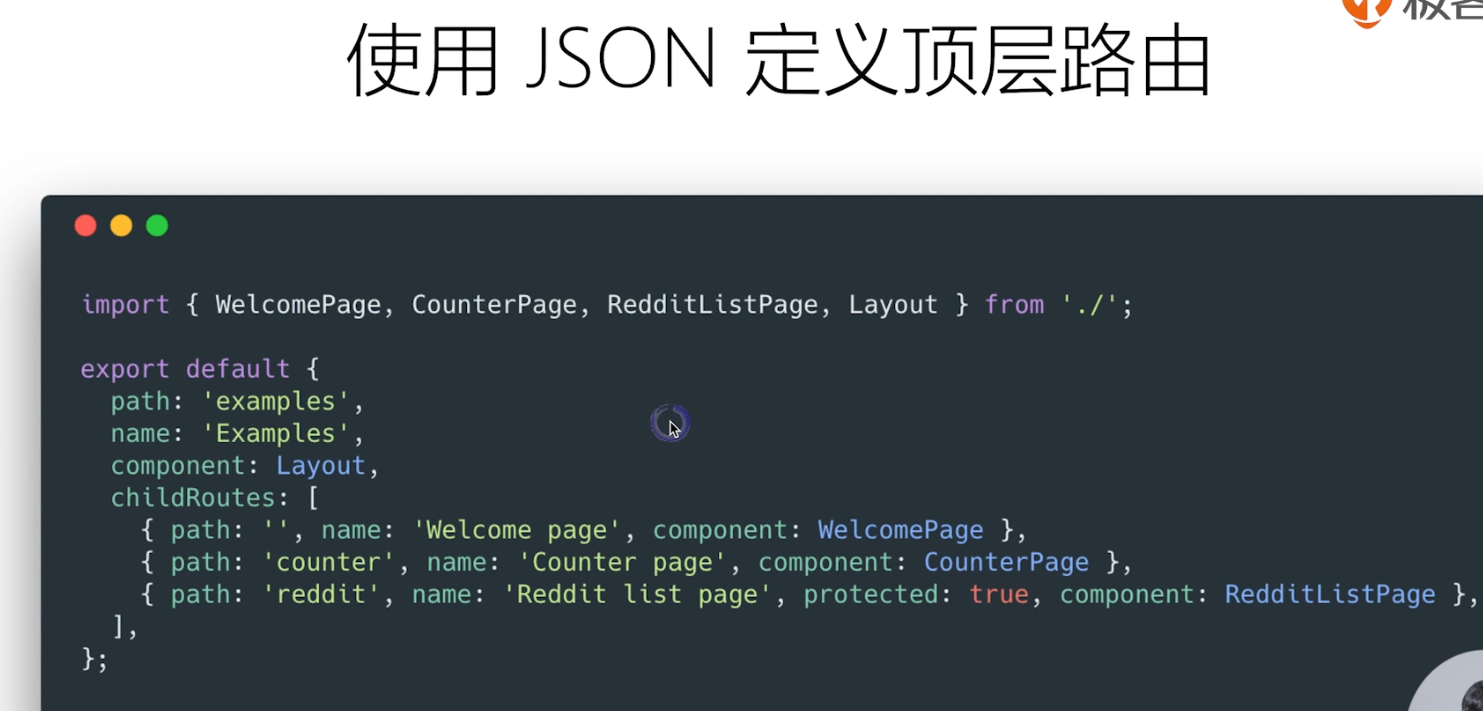 使用 JSON 定义顶层路由
import { WelcomePage, CounterPage, RedditListPage, Layout } from './';
export default {
path: 'examples',
name: 'Examples',
component: Layout,
childRoutes: [
{ path: '', name: 'Welcome page', component: WelcomePage },
{ path: 'counter', name: 'Counter page', component: CounterPage },
{ path: 'reddit', name: 'Reddit list page', protected: true, component: RedditListPage },
],
};